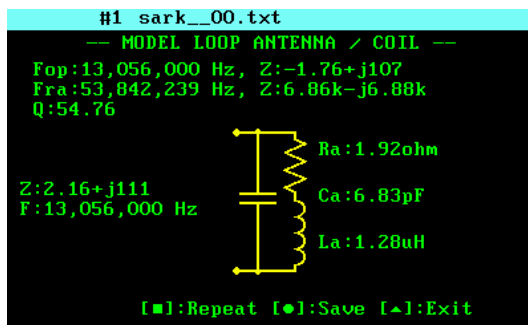 #1 sark__00.txt
-- MODEL LOOP ANTENNA / COIL --
Fop:13,056,000 Hz, Z:-1.76+j107
Fra:53,842,239 Hz, Z:6.86k-j6.88k
Q:54.76
Ra:1.92ohm
Z:2.16+j111
Ca:6.83pF
F:13,056,000 Hz
La:1.28uH
[■]:Repeat [●]:Save [▲]:Exit